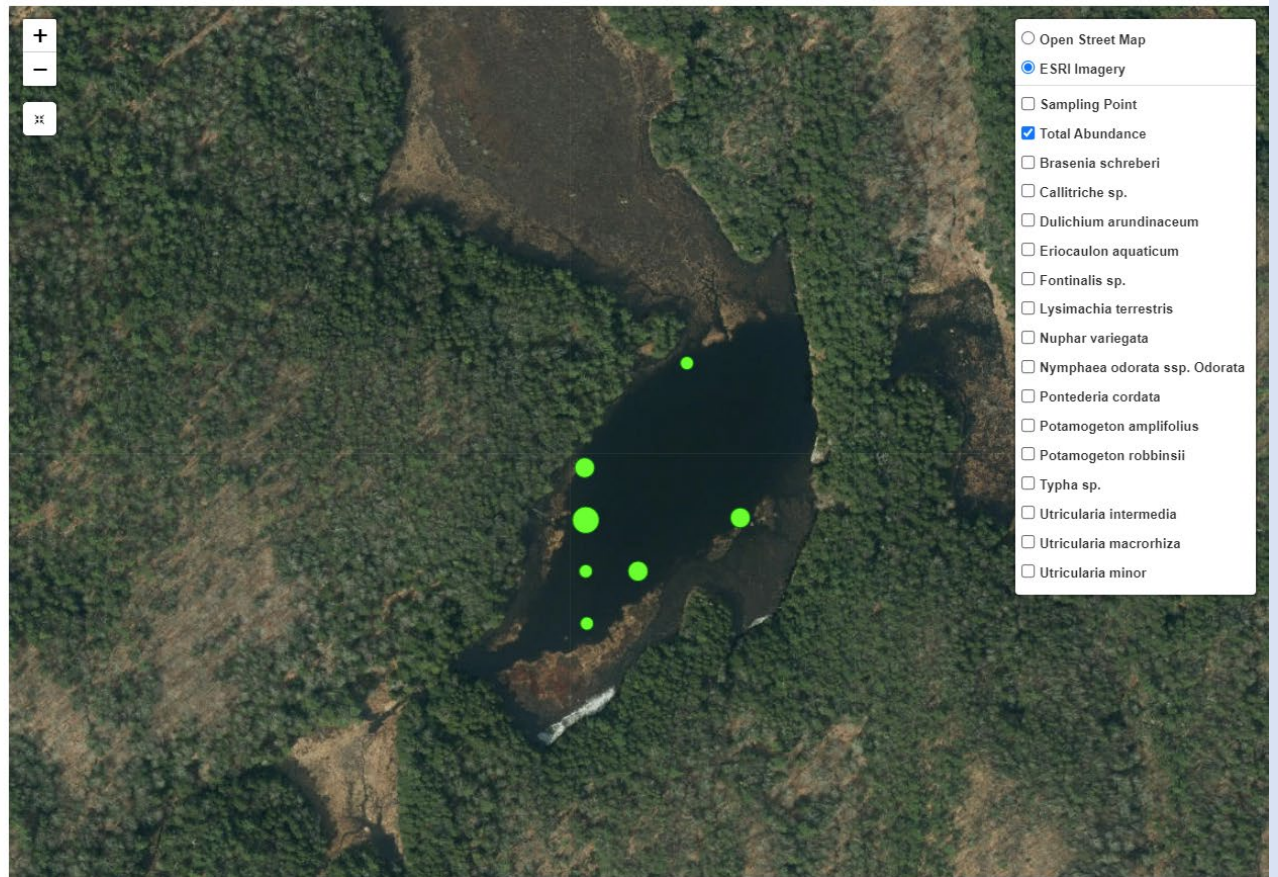 +
−
Open Street Map
ESRI Imagery
Sampling Point
Total Abundance
Brasenia schreberi
Callitriche sp.
Dulichium arundinaceum
Eriocaulon aquaticum
Fontinalis sp.
Lysimachia terrestris
Nuphar variegata
Nymphaea odorata ssp. Odorata
Pontederia cordata
Potamogeton amplifolius
Potamogeton robbinsii
Typha sp.
Utricularia intermedia
Utricularia macrorhiza
Utricularia minor